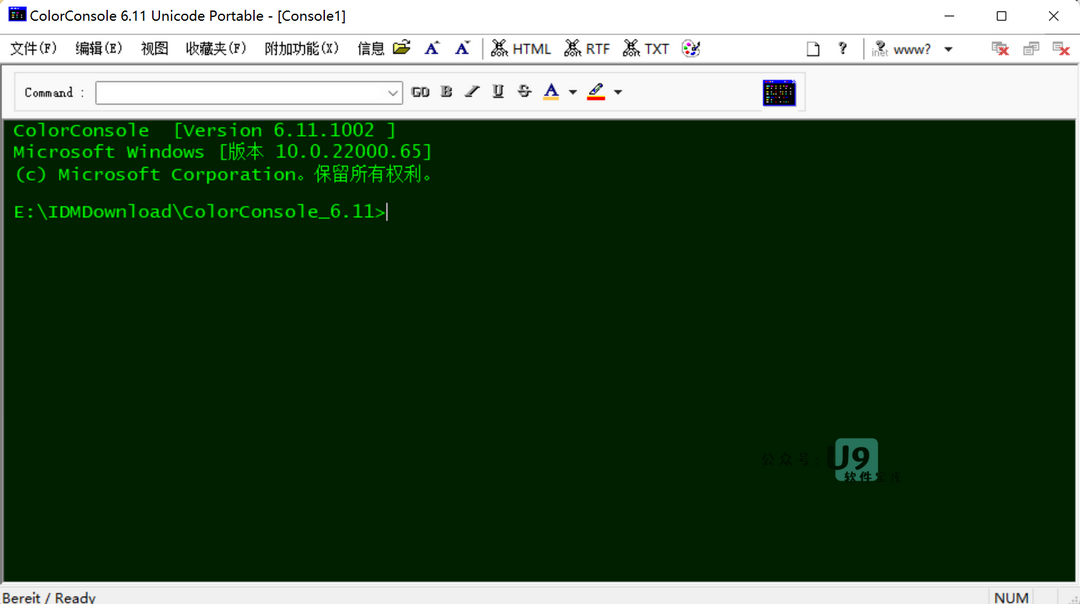 ColorConsole 6.11 Unicode Portable - [Console1]
文件(F) 编辑(E) 视图 收藏夹(F) 附加功能(X) 信息 A A HTML RTF TXT ? www?
Command : GO B I U S A
ColorConsole [Version 6.11.1002 ]
Microsoft Windows [版本 10.0.22000.65]
(c) Microsoft Corporation。保留所有权利。
E:\IDMDownload\ColorConsole_6.11>
公众号:
U9
软件
Bereit / Ready NUM